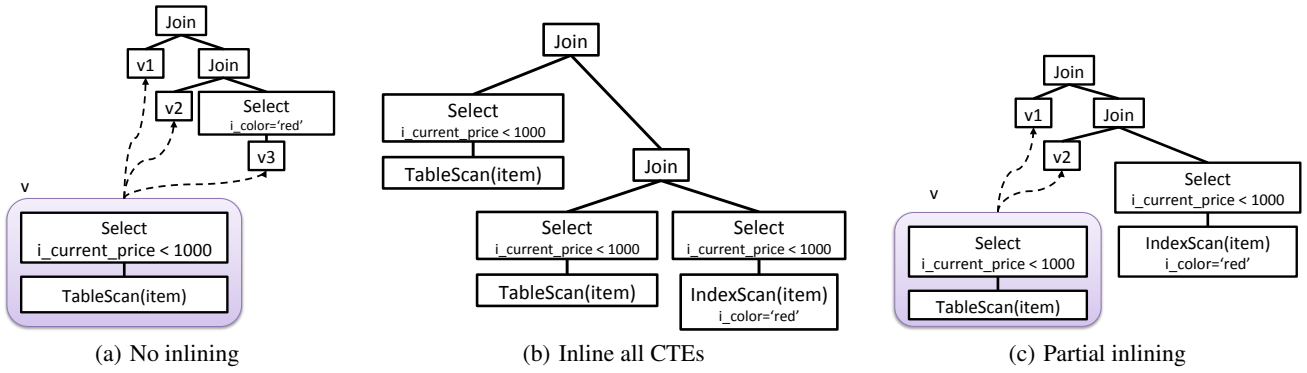 Join
v1
Join
v2
Select
i_color='red'
v3
v
Select
i_current_price < 1000
TableScan(item)
(a) No inlining
Join
Select
i_current_price < 1000
TableScan(item)
Join
Select
i_current_price < 1000
TableScan(item)
Select
i_current_price < 1000
IndexScan(item)
i_color='red'
(b) Inline all CTEs
Join
v1
Join
v2
Select
i_current_price < 1000
IndexScan(item)
i_color='red'
v
Select
i_current_price < 1000
TableScan(item)
(c) Partial inlining